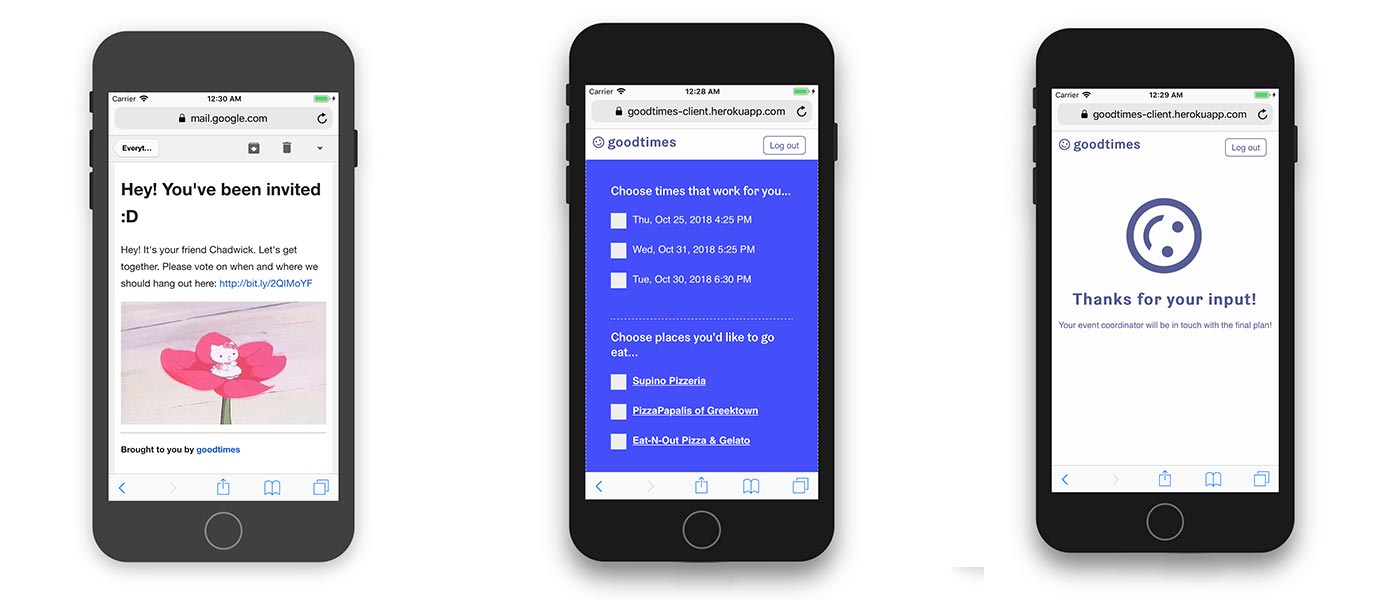 Carrier 12:30 AM
mail.google.com
Everyt...
Hey! You've been invited
:D
Hey! It's your friend Chadwick. Let's get
together. Please vote on when and where we
should hang out here: http://bit.ly/2QIMoYF
Brought to you by goodtimes
Carrier 12:28 AM
goodtimes-client.herokuapp.com
goodtimes Log out
Choose times that work for you...
Thu, Oct 25, 2018 4:25 PM
Wed, Oct 31, 2018 5:25 PM
Tue, Oct 30, 2018 6:30 PM
Choose places you'd like to go
eat...
Supino Pizzeria
PizzaPapalis of Greektown
Eat-N-Out Pizza & Gelato
Carrier 12:29 AM
goodtimes-client.herokuapp.com
goodtimes Log out
Thanks for your input!
Your event coordinator will be in touch with the final plan!